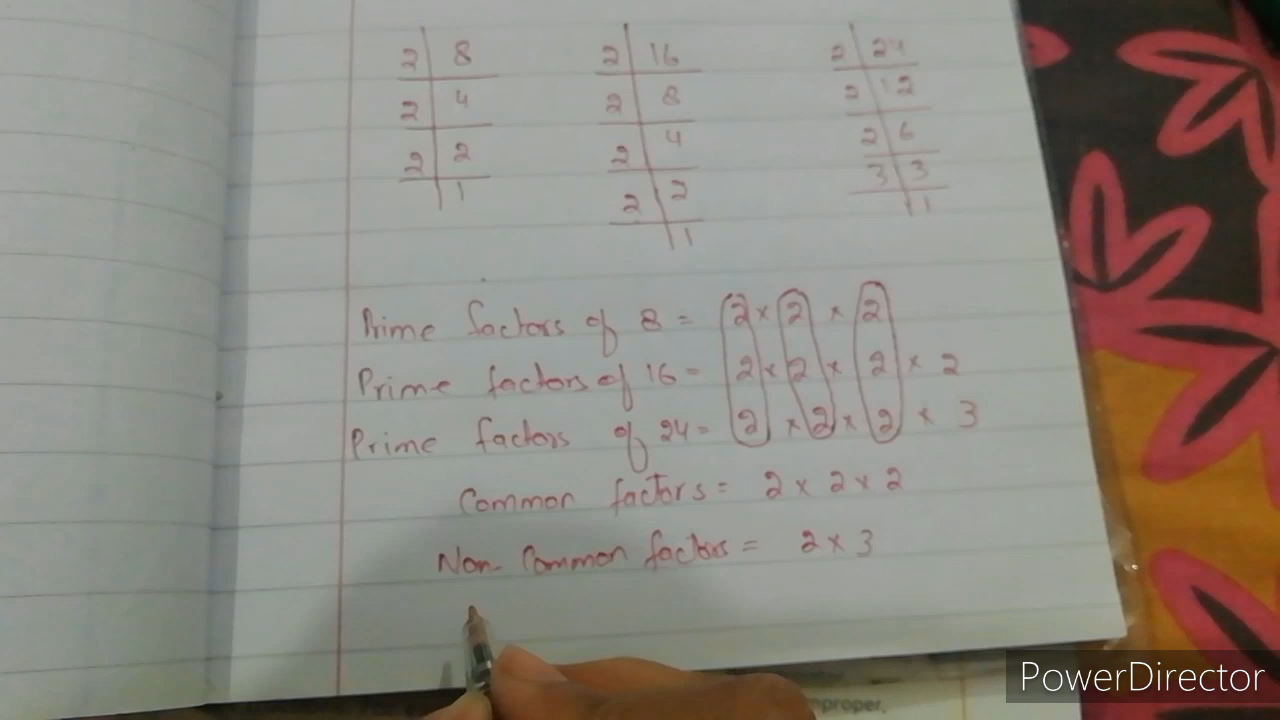 2 | 8
2 | 4
2 | 2
1
2 | 16
2 | 8
2 | 4
2 | 2
1
2 | 24
2 | 12
2 | 6
3 | 3
1
Prime factors of 8 = 2 × 2 × 2
Prime factors of 16 = 2 × 2 × 2 × 2
Prime factors of 24 = 2 × 2 × 2 × 3
Common factors = 2 × 2 × 2
Non-Common factors = 2 × 3
PowerDirector